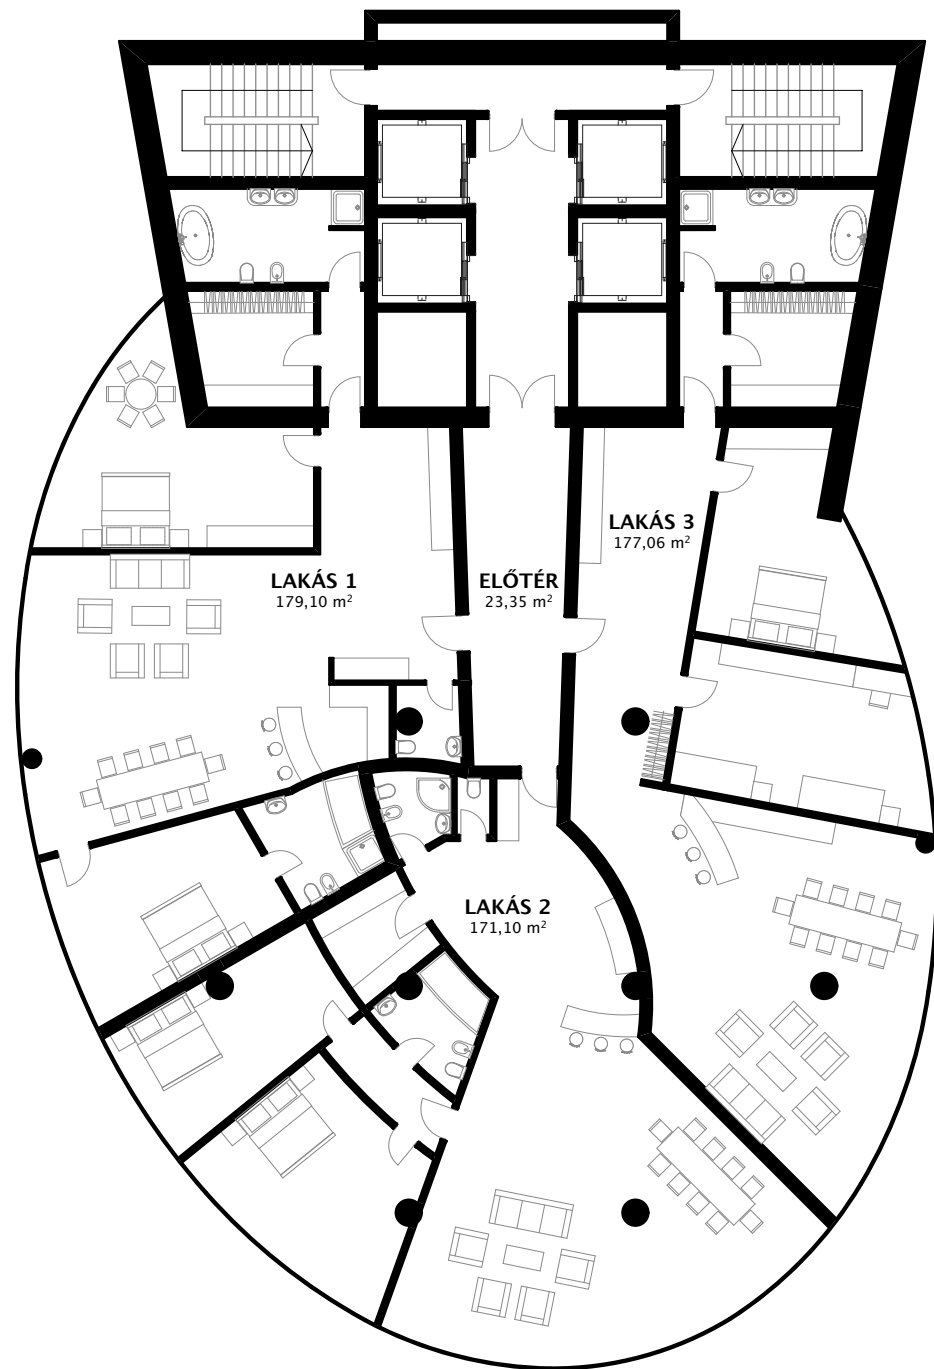 LAKÁS 3
177,06 m²
LAKÁS 1
179,10 m²
ELŐTÉR
23,35 m²
LAKÁS 2
171,10 m²